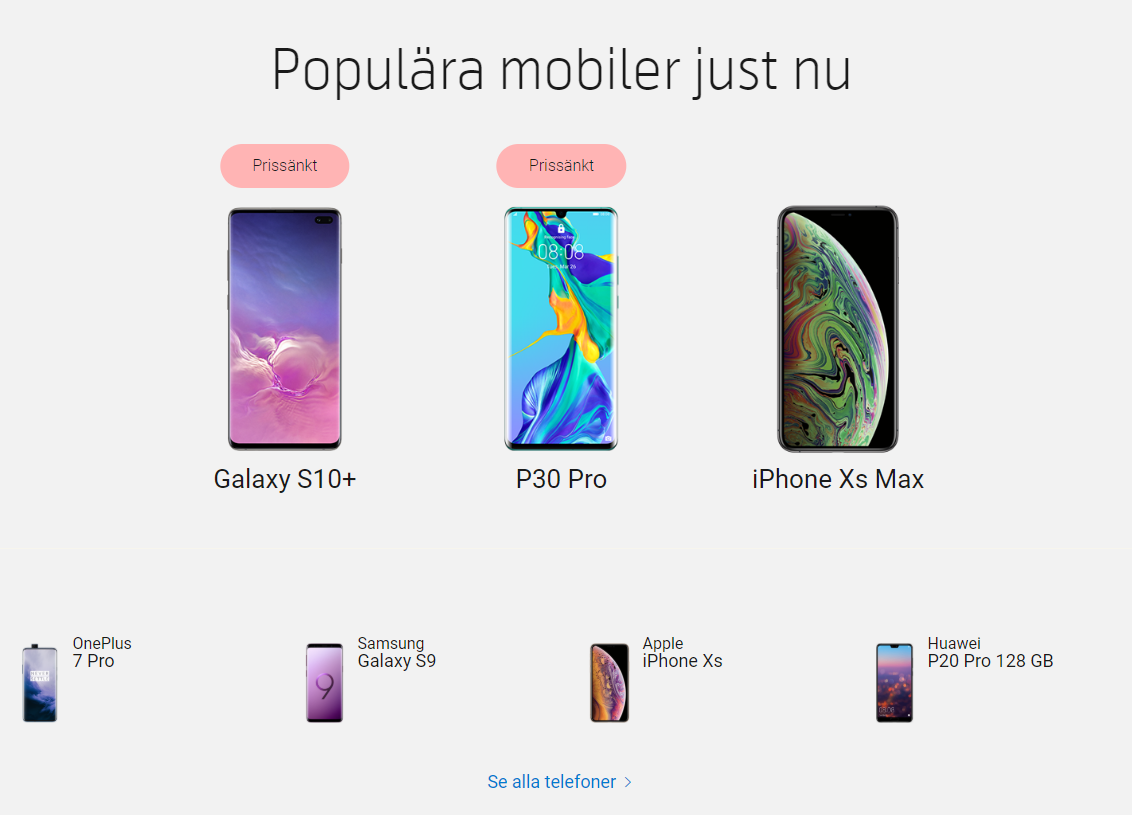 Populära mobiler just nu
Prissänkt
Prissänkt
08:08
Galaxy S10+
P30 Pro
iPhone Xs Max
OnePlus
7 Pro
Samsung
Galaxy S9
9
Apple
iPhone Xs
Huawei
P20 Pro 128 GB
Se alla telefoner >